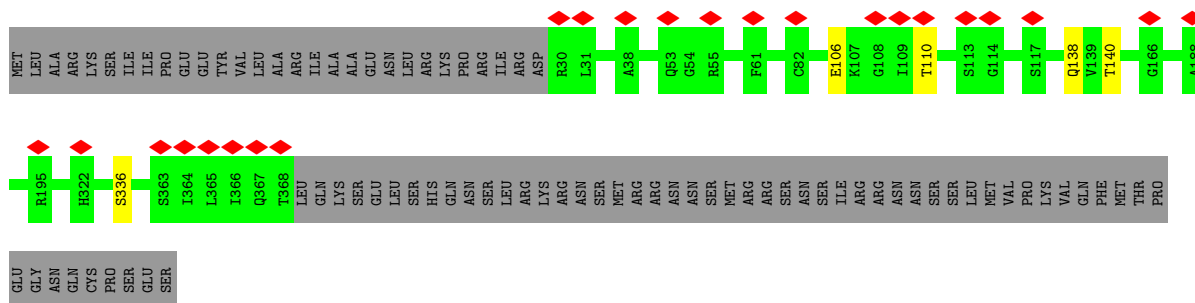 MET LEU ALA ARG LYS SER ILE ILE PRO GLU GLU TYR VAL LEU ALA ARG ILE ALA ALA GLU ASN LEU ARG LYS PRO ARG ILE ARG ASP R30 L31 A38 Q53 G54 R55 F61 C82 E106 K107 G108 I109 T110 S113 G114 S117 Q138 V139 T140 G166 A188
R195 H322 S336 S363 I364 L365 I366 Q367 T368 LEU GLN LYS SER GLU LEU SER HIS GLN ASN SER LEU ARG LYS ARG ASN SER MET ARG ARG ASN ASN SER MET ARG ARG SER ASN SER ILE ARG ARG ASN ASN SER SER LEU MET VAL PRO LYS VAL GLN PHE MET THR PRO
GLU GLY ASN GLN CYS PRO SER GLU SER